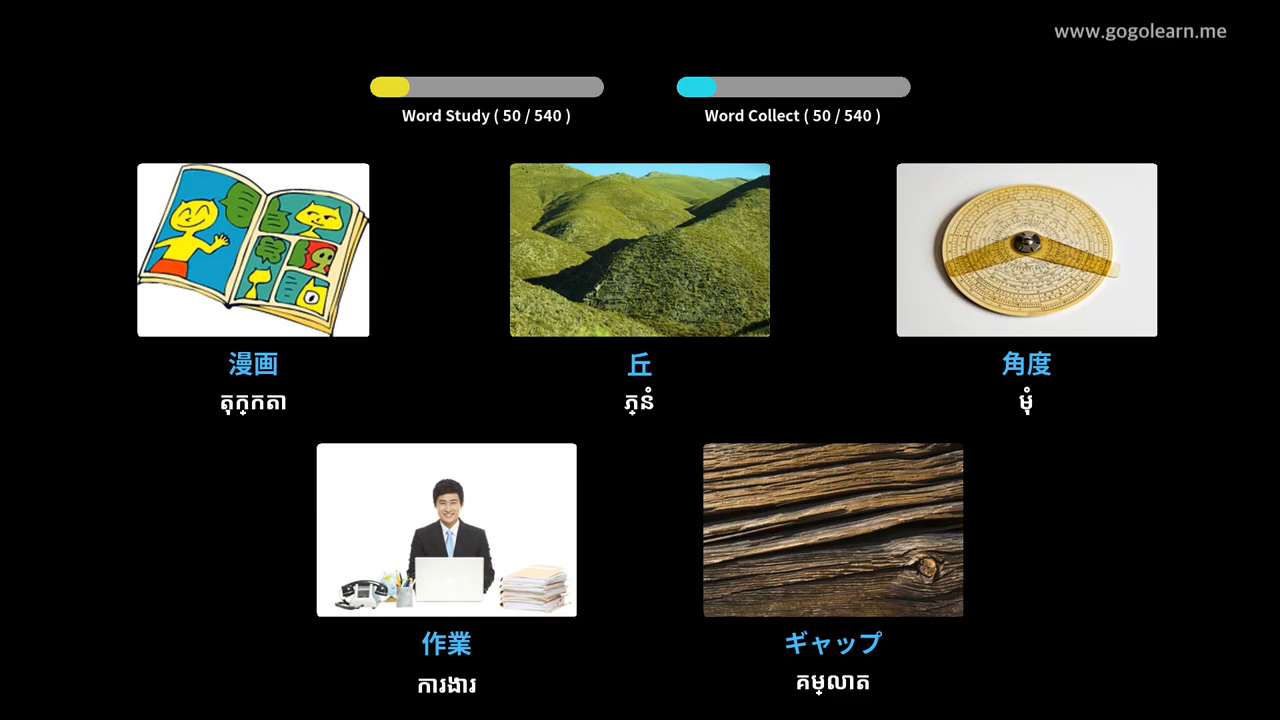 www.gogolearn.me
Word Study ( 50 / 540 )
Word Collect ( 50 / 540 )
漫画
តុក្កតា
丘
ភ្នំ
角度
មុំ
作業
ការងារ
ギャップ
គម្លាត